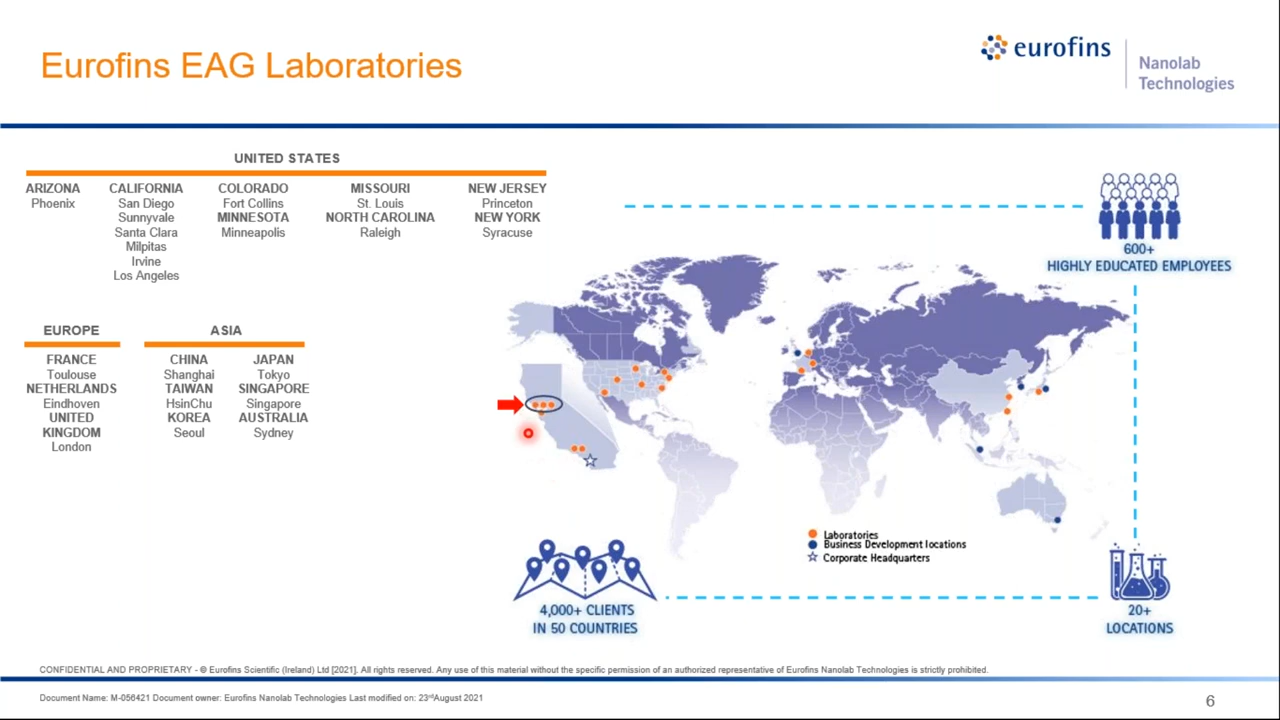 Eurofins EAG Laboratories
eurofins
Nanolab
Technologies
UNITED STATES
ARIZONA
Phoenix
CALIFORNIA
San Diego
Sunnyvale
Santa Clara
Milpitas
Irvine
Los Angeles
COLORADO
Fort Collins
MINNESOTA
Minneapolis
MISSOURI
St. Louis
NORTH CAROLINA
Raleigh
NEW JERSEY
Princeton
NEW YORK
Syracuse
600+
HIGHLY EDUCATED EMPLOYEES
EUROPE
FRANCE
Toulouse
NETHERLANDS
Eindhoven
UNITED
KINGDOM
London
ASIA
CHINA
Shanghai
TAIWAN
HsinChu
KOREA
Seoul
JAPAN
Tokyo
SINGAPORE
Singapore
AUSTRALIA
Sydney
Laboratories
Business Development locations
Corporate Headquarters
4,000+ CLIENTS
IN 50 COUNTRIES
20+
LOCATIONS
CONFIDENTIAL AND PROPRIETARY - © Eurofins Scientific (Ireland) Ltd [2021]. All rights reserved. Any use of this material without the specific permission of an authorized representative of Eurofins Nanolab Technologies is strictly prohibited.
Document Name: M-056421 Document owner: Eurofins Nanolab Technologies Last modified on: 23rdAugust 2021
6